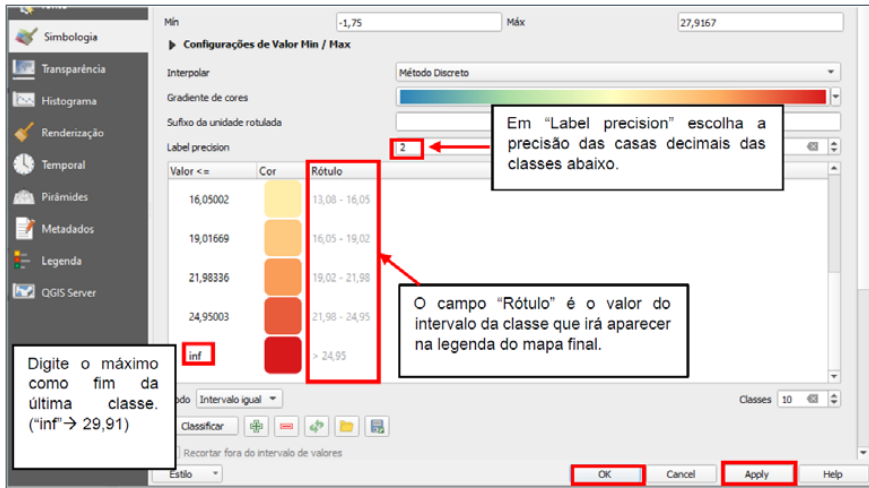 Simbologia
Transparência
Histograma
Renderização
Temporal
Pirâmides
Metadados
Legenda
QGIS Server
Mín -1,75 Máx 27,9167
Configurações de Valor Min / Max
Interpolar Método Discreto
Gradiente de cores
Sufixo da unidade rotulada
Label precision 2
Em “Label precision” escolha a
precisão das casas decimais das
classes abaixo.
Valor <= Cor Rótulo
16,05002 13,08 - 16,05
19,01669 16,05 - 19,02
21,98336 19,02 - 21,98
24,95003 21,98 - 24,95
inf > 24,95
O campo “Rótulo” é o valor do
intervalo da classe que irá aparecer
na legenda do mapa final.
Digite o máximo
como fim da
última classe.
(“inf”→ 29,91)
Intervalo igual Classes 10
Classificar
Recortar fora do intervalo de valores
Estilo OK Cancel Apply Help